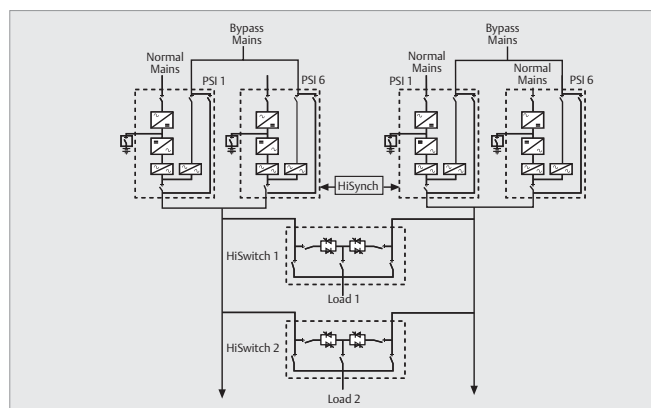 Bypass
Mains
Bypass
Mains
Normal
Mains
PSI 1
PSI 6
Normal
Mains
PSI 1
Normal
Mains
PSI 6
HiSynch
HiSwitch 1
Load 1
HiSwitch 2
Load 2